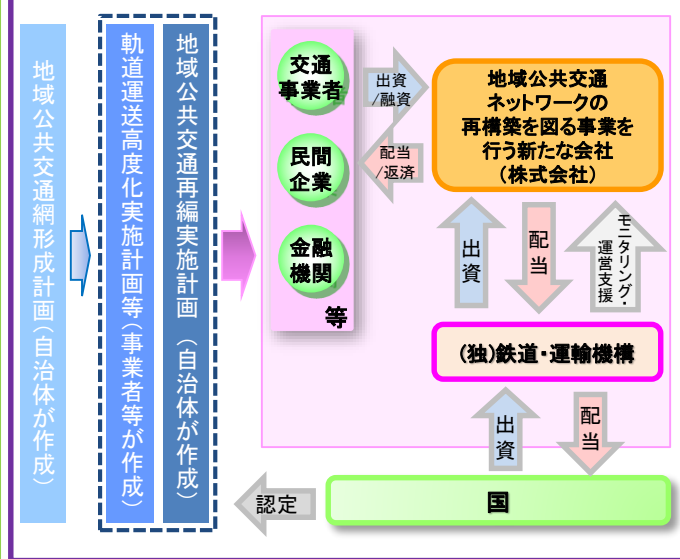 地域公共交通網形成計画(自治体が作成)
軌道運送高度化実施計画等(事業者等が作成)
地域公共交通再編実施計画 (自治体が作成)
交通
事業者
民間
企業
金融
機関
等
出資
/融資
配当
/返済
地域公共交通
ネットワークの
再構築を図る事業を
行う新たな会社
(株式会社)
出資
配当
モニタリング・
運営支援
(独)鉄道・運輸機構
出資
配当
認定
国